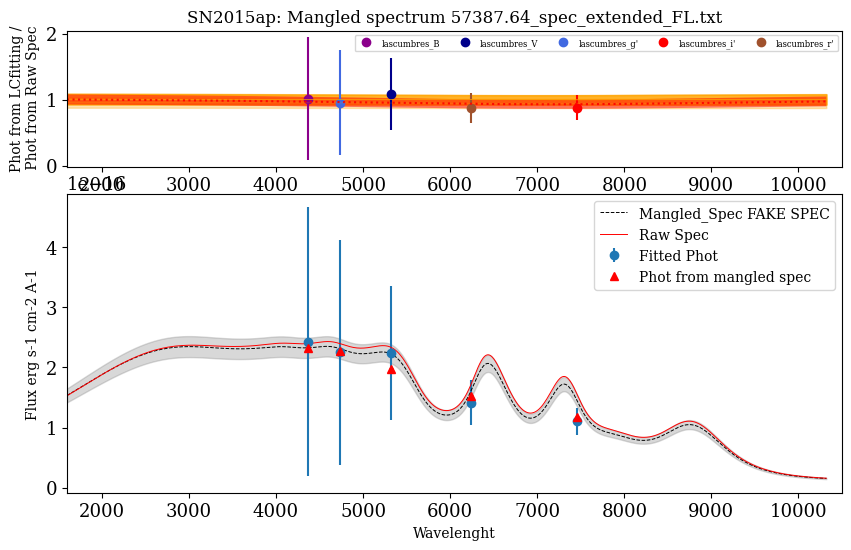 SN2015ap: Mangled spectrum 57387.64_spec_extended_FL.txt
Phot from LCfitting /
Phot from Raw Spec
2
1
0
lascumbres_B
lascumbres_V
lascumbres_g'
lascumbres_i'
lascumbres_r'
2000 3000 4000 5000 6000 7000 8000 9000 10000
1e−16
Flux erg s-1 cm-2 A-1
4
3
2
1
0
Mangled_Spec FAKE SPEC
Raw Spec
Fitted Phot
Phot from mangled spec
2000 3000 4000 5000 6000 7000 8000 9000 10000
Wavelenght